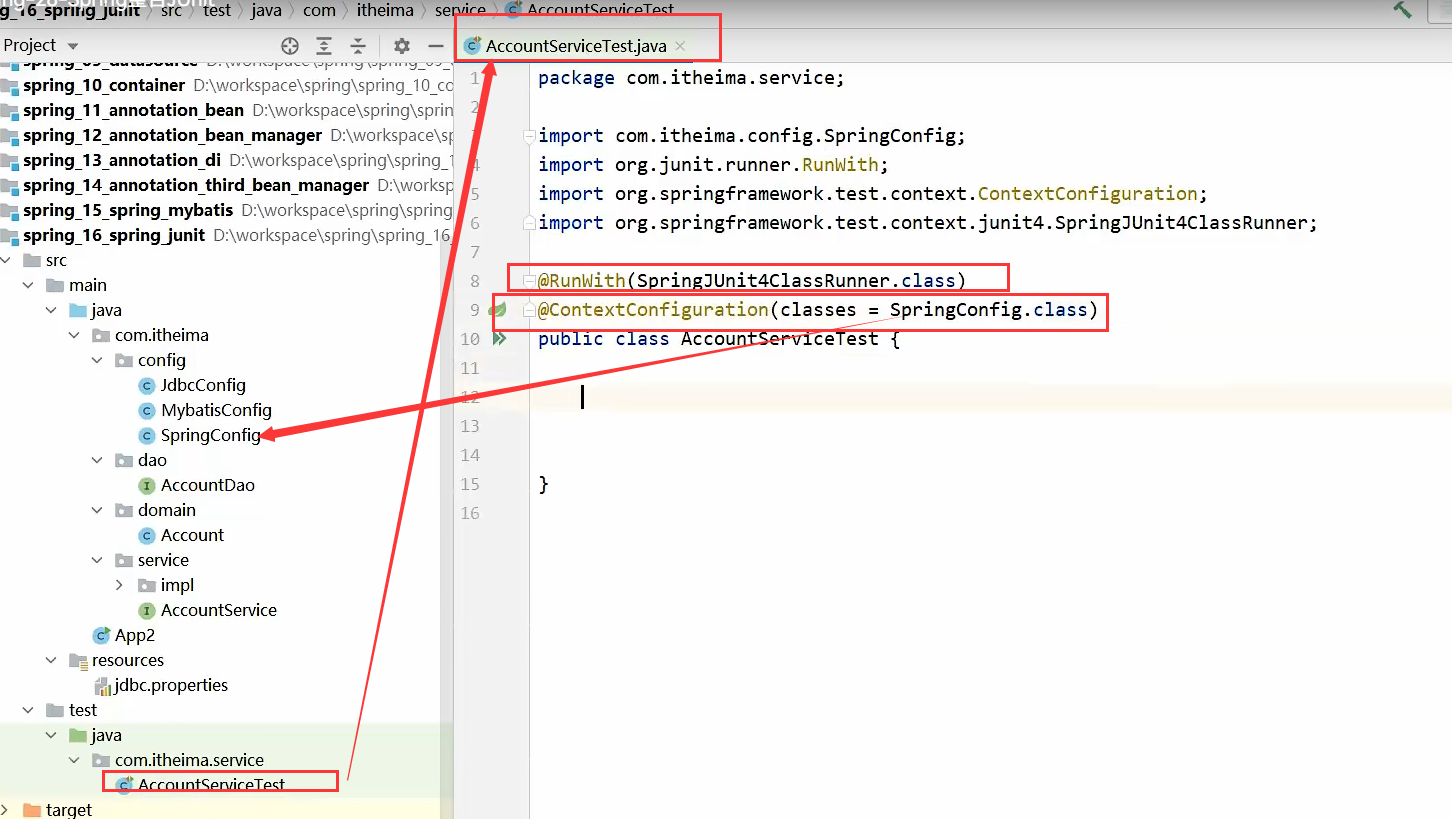 ng_16_spring_junit > src > test > java > com > itheima > service > AccountServiceTest
Project
AccountServiceTest.java
spring_09_datasource D:\workspace\spring\spring_09_
spring_10_container D:\workspace\spring\spring_10_co
spring_11_annotation_bean D:\workspace\spring\sprin
spring_12_annotation_bean_manager D:\workspace\sp
spring_13_annotation_di D:\workspace\spring\spring_1
spring_14_annotation_third_bean_manager D:\worksp
spring_15_spring_mybatis D:\workspace\spring\spring
spring_16_spring_junit D:\workspace\spring\spring_16_
src
main
java
com.itheima
config
JdbcConfig
MybatisConfig
SpringConfig
dao
AccountDao
domain
Account
service
impl
AccountService
App2
resources
jdbc.properties
test
java
com.itheima.service
AccountServiceTest
target
1 package com.itheima.service;
2
import com.itheima.config.SpringConfig;
4 import org.junit.runner.RunWith;
5 import org.springframework.test.context.ContextConfiguration;
6 import org.springframework.test.context.junit4.SpringJUnit4ClassRunner;
7
8 @RunWith(SpringJUnit4ClassRunner.class)
9 @ContextConfiguration(classes = SpringConfig.class)
10 public class AccountServiceTest {
11
12
13
14
15 }
16